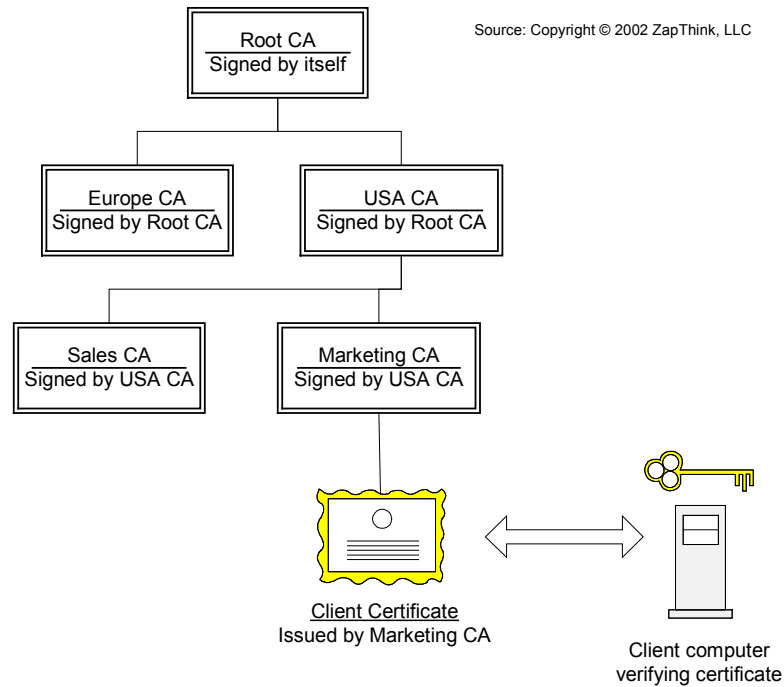 Root CA
Signed by itself
Source: Copyright © 2002 ZapThink, LLC
Europe CA
Signed by Root CA
USA CA
Signed by Root CA
Sales CA
Signed by USA CA
Marketing CA
Signed by USA CA
Client Certificate
Issued by Marketing CA
Client computer
verifying certificate